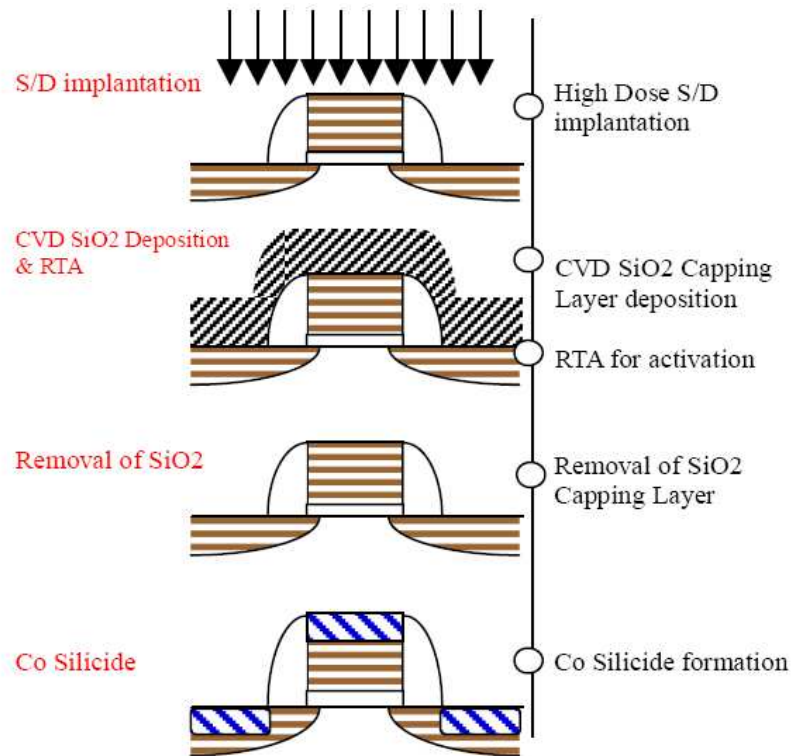 S/D implantation
High Dose S/D
implantation
CVD SiO2 Deposition
& RTA
CVD SiO2 Capping
Layer deposition
RTA for activation
Removal of SiO2
Removal of SiO2
Capping Layer
Co Silicide
Co Silicide formation